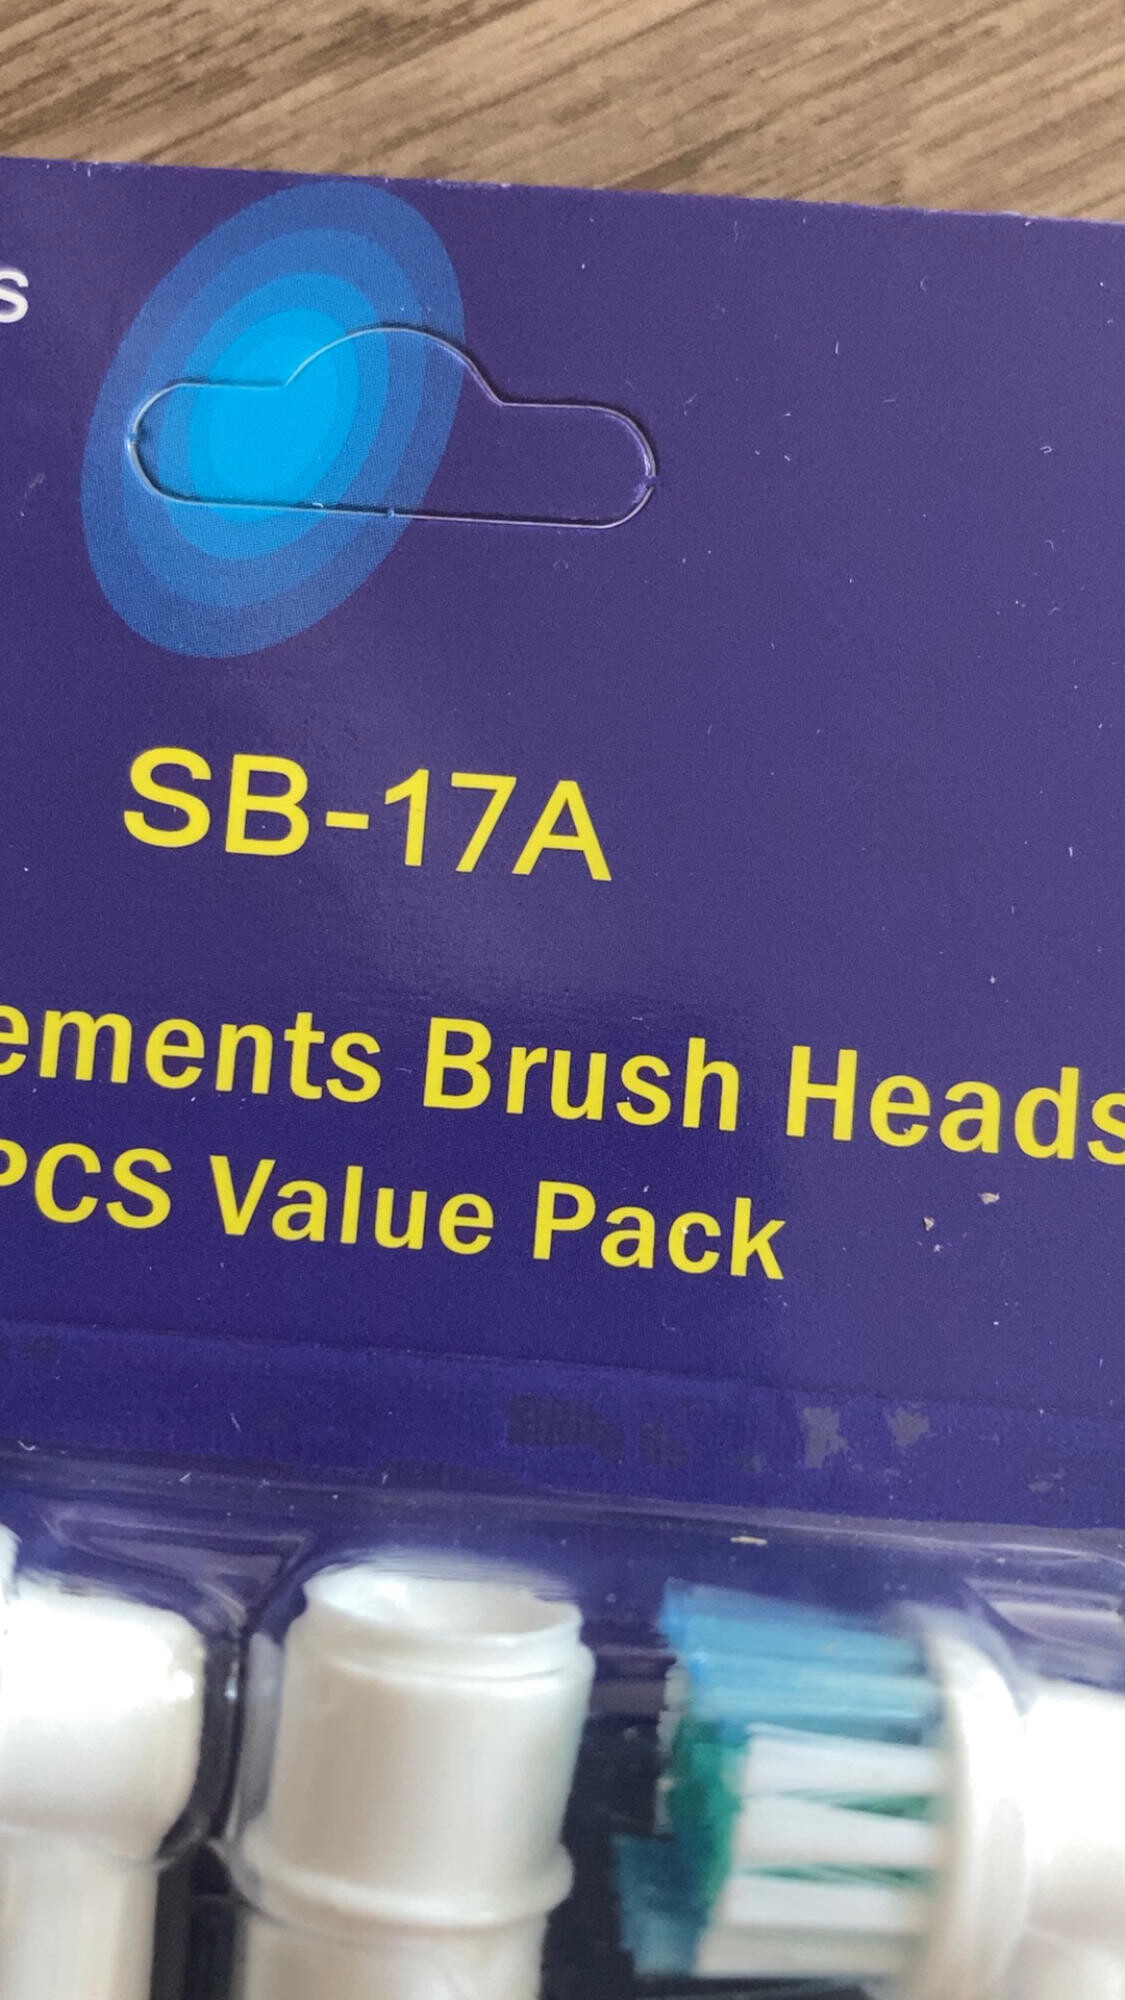 s
SB-17A
ements Brush Heads
PCS Value Pack